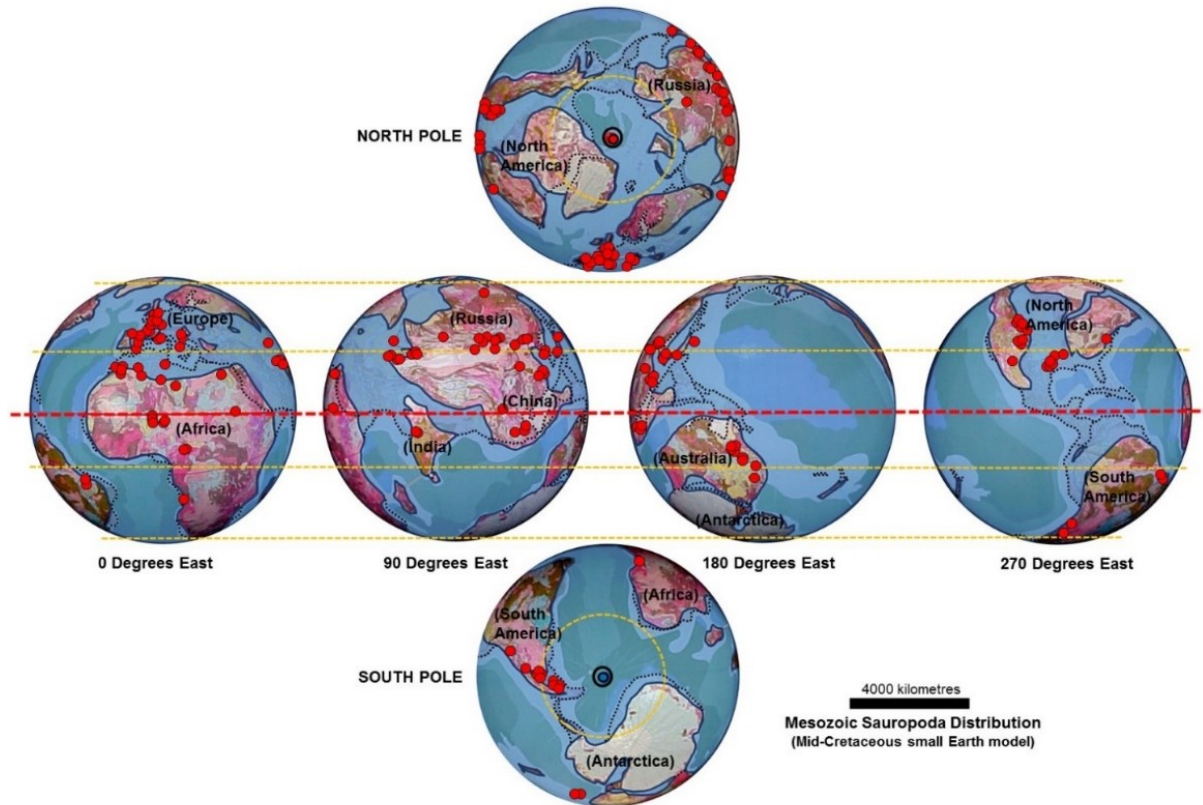 (Russia)
NORTH POLE
(North
America)
(Europe)
(Africa)
(Russia)
(China)
(India)
(Australia)
(Antarctica)
(North
America)
(South
America)
0 Degrees East
90 Degrees East
180 Degrees East
270 Degrees East
(Africa)
(South
America)
SOUTH POLE
(Antarctica)
4000 kilometres
Mesozoic Sauropoda Distribution
(Mid-Cretaceous small Earth model)